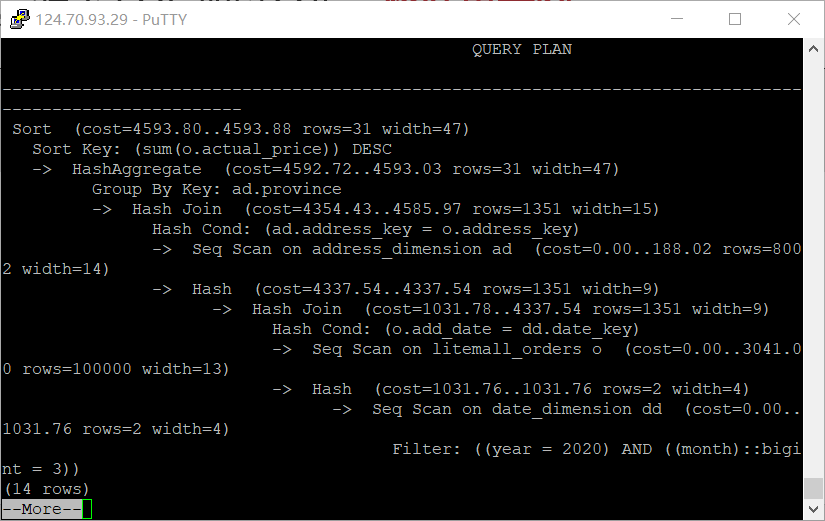 124.70.93.29 - PuTTY
QUERY PLAN
--------------------------------------------------------------------------------
------------------------
Sort  (cost=4593.80..4593.88 rows=31 width=47)
Sort Key: (sum(o.actual_price)) DESC
->  HashAggregate  (cost=4592.72..4593.03 rows=31 width=47)
Group By Key: ad.province
->  Hash Join  (cost=4354.43..4585.97 rows=1351 width=15)
Hash Cond: (ad.address_key = o.address_key)
->  Seq Scan on address_dimension ad  (cost=0.00..188.02 rows=800
2 width=14)
->  Hash  (cost=4337.54..4337.54 rows=1351 width=9)
->  Hash Join  (cost=1031.78..4337.54 rows=1351 width=9)
Hash Cond: (o.add_date = dd.date_key)
->  Seq Scan on litemall_orders o  (cost=0.00..3041.0
0 rows=100000 width=13)
->  Hash  (cost=1031.76..1031.76 rows=2 width=4)
->  Seq Scan on date_dimension dd  (cost=0.00..
1031.76 rows=2 width=4)
Filter: ((year = 2020) AND ((month)::bigi
nt = 3))
(14 rows)
--More--